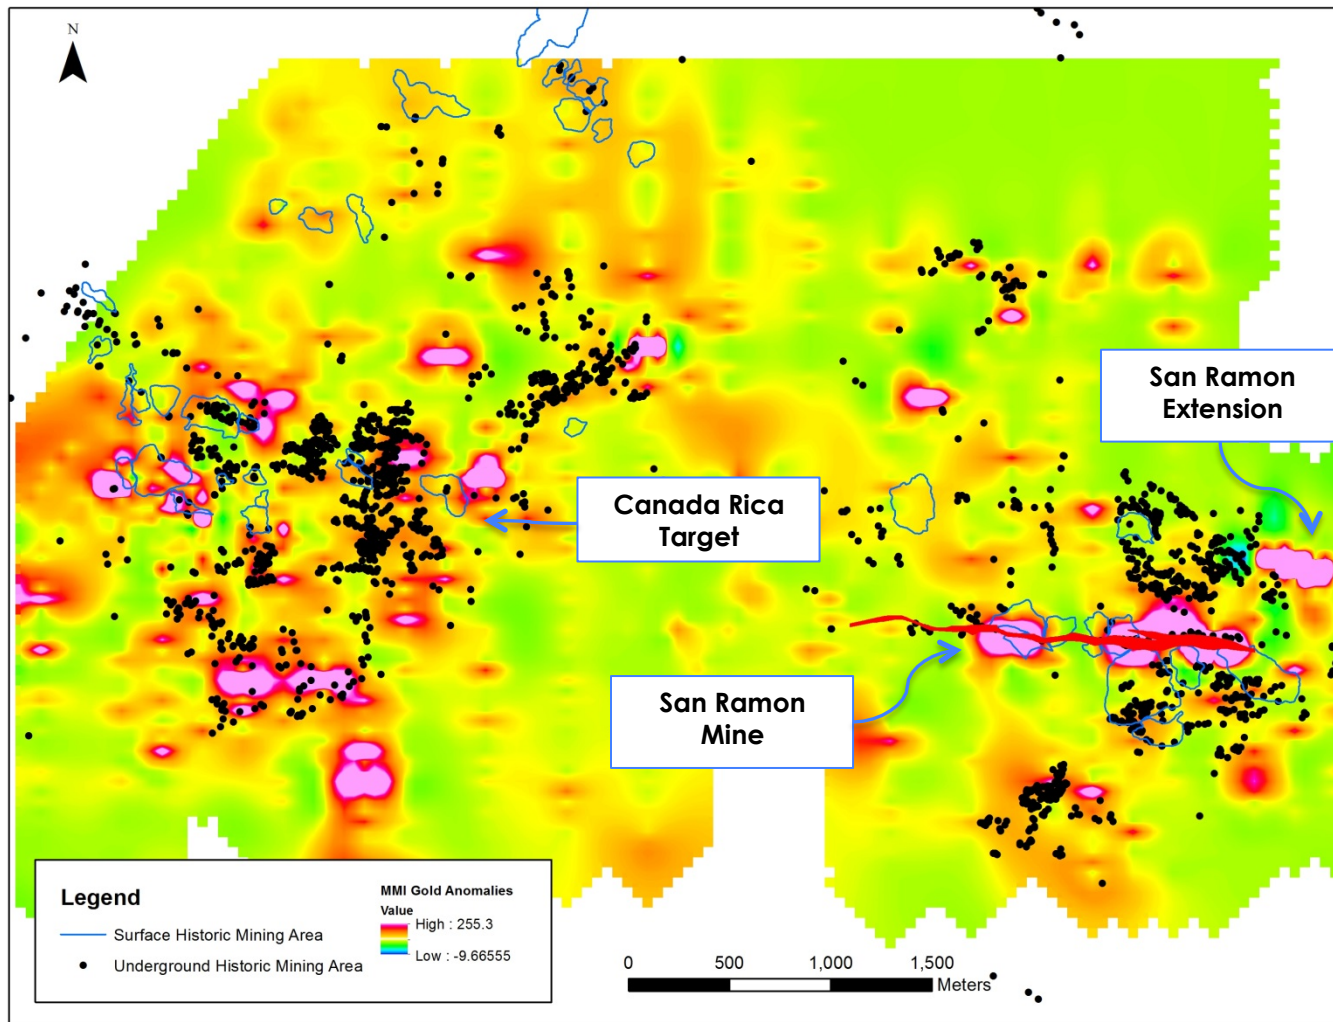 N
San Ramon
Extension
Canada Rica
Target
San Ramon
Mine
Legend
Surface Historic Mining Area
Underground Historic Mining Area
MMI Gold Anomalies
Value
High : 255.3
Low : -9.66555
0 500 1,000 1,500
Meters